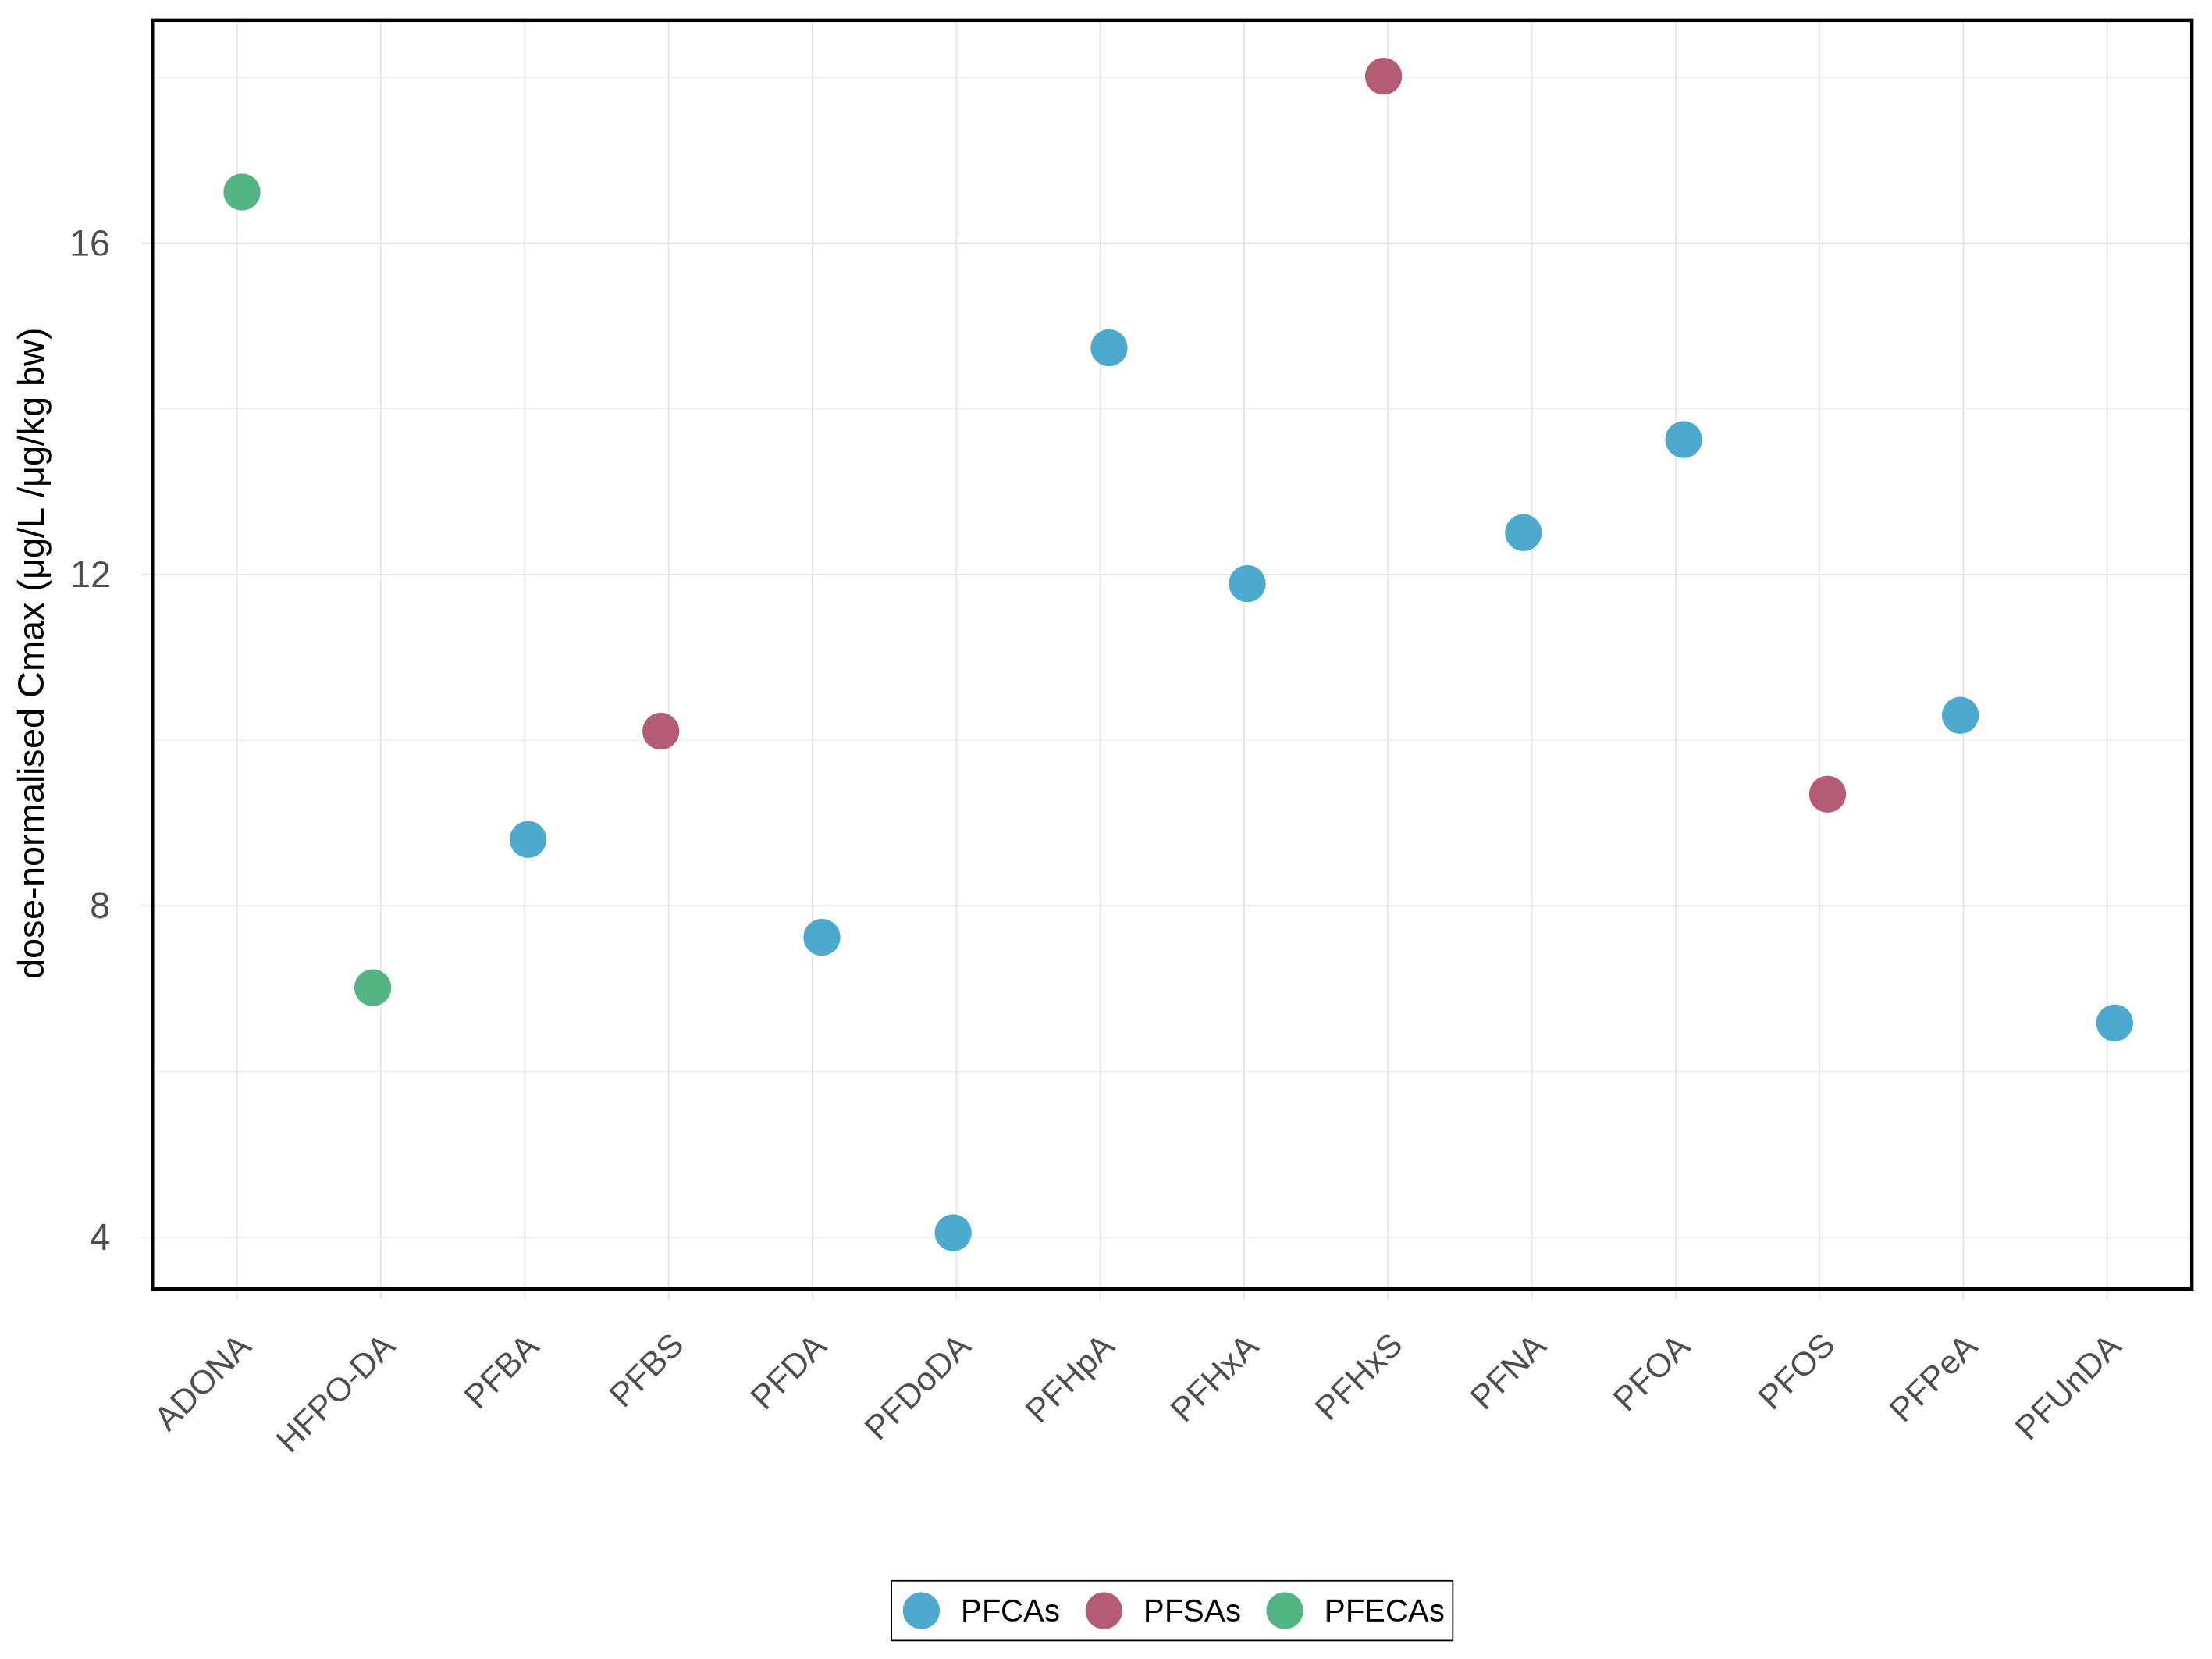 dose-normalised Cmax (µg/L /µg/kg bw)
16
12
8
4
ADONA
HFPO-DA
PFBA
PFBS
PFDA
PFDoDA
PFHpA
PFHxA
PFHxS
PFNA
PFOA
PFOS
PFPeA
PFUnDA
PFCAs PFSAs PFECAs